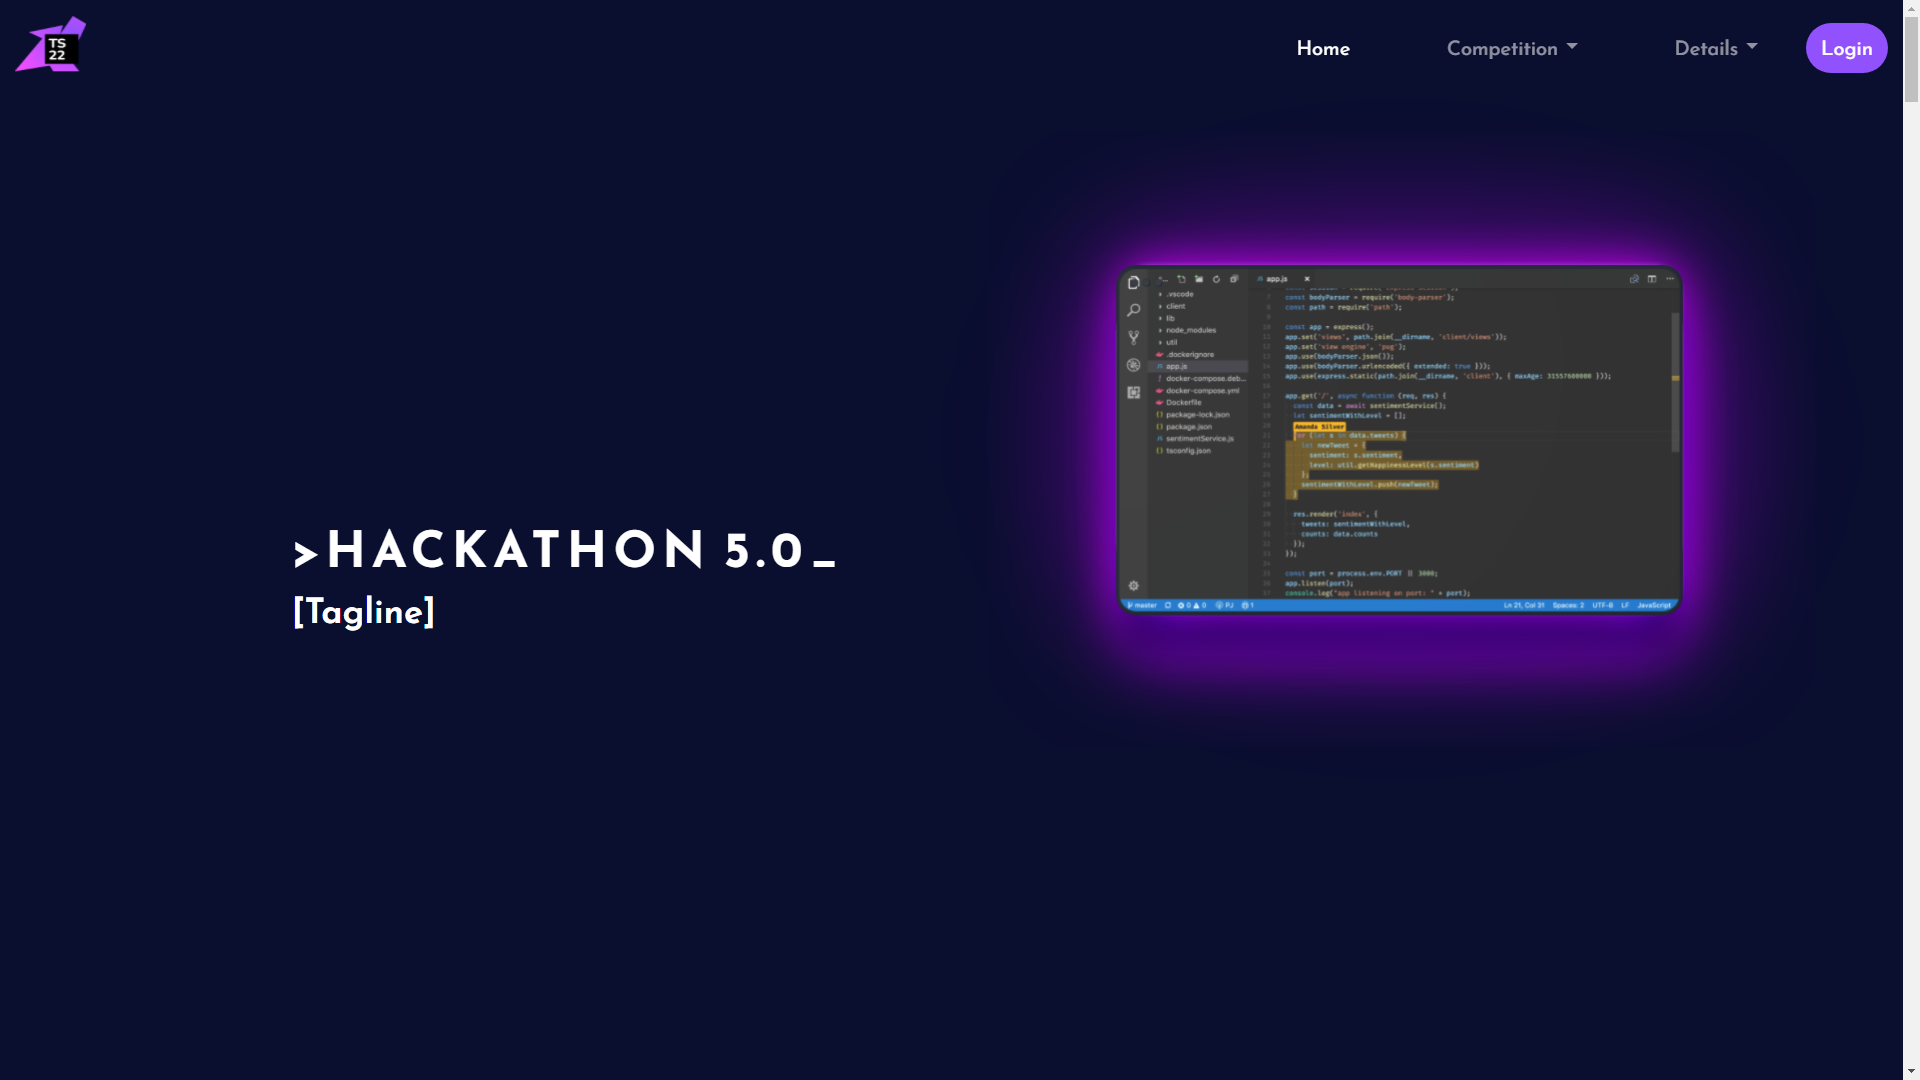 TS
22
Home
Competition
Details
Login
>HACKATHON 5.0_
[Tagline]
app.js
.vscode
client
lib
node_modules
util
.dockerignore
app.js
docker-compose.deb...
docker-compose.yml
Dockerfile
package-lock.json
package.json
sentimentService.js
tsconfig.json
const bodyParser = require('body-parser');
const path = require('path');
const app = express();
app.set('views', path.join(__dirname, 'client/views'));
app.set('view engine', 'pug');
app.use(bodyParser.json());
app.use(bodyParser.urlencoded({ extended: true }));
app.use(express.static(path.join(__dirname, 'client'), { maxAge: 31557600000 }));
app.get('/', async function (req, res) {
const data = await sentimentService();
let sentimentWithLevel = [];
Amanda Silver
for (let s in data.tweets) {
let newTweet = {
sentiment: s.sentiment,
level: util.getHappinessLevel(s.sentiment)
};
sentimentWithLevel.push(newTweet);
}
res.render('index', {
tweets: sentimentWithLevel,
counts: data.counts
});
});
const port = process.env.PORT || 3000;
app.listen(port);
console.log("app listening on port: " + port);
master 0 0 PJ 1 Ln 21, Col 31 Spaces: 2 UTF-8 LF JavaScript